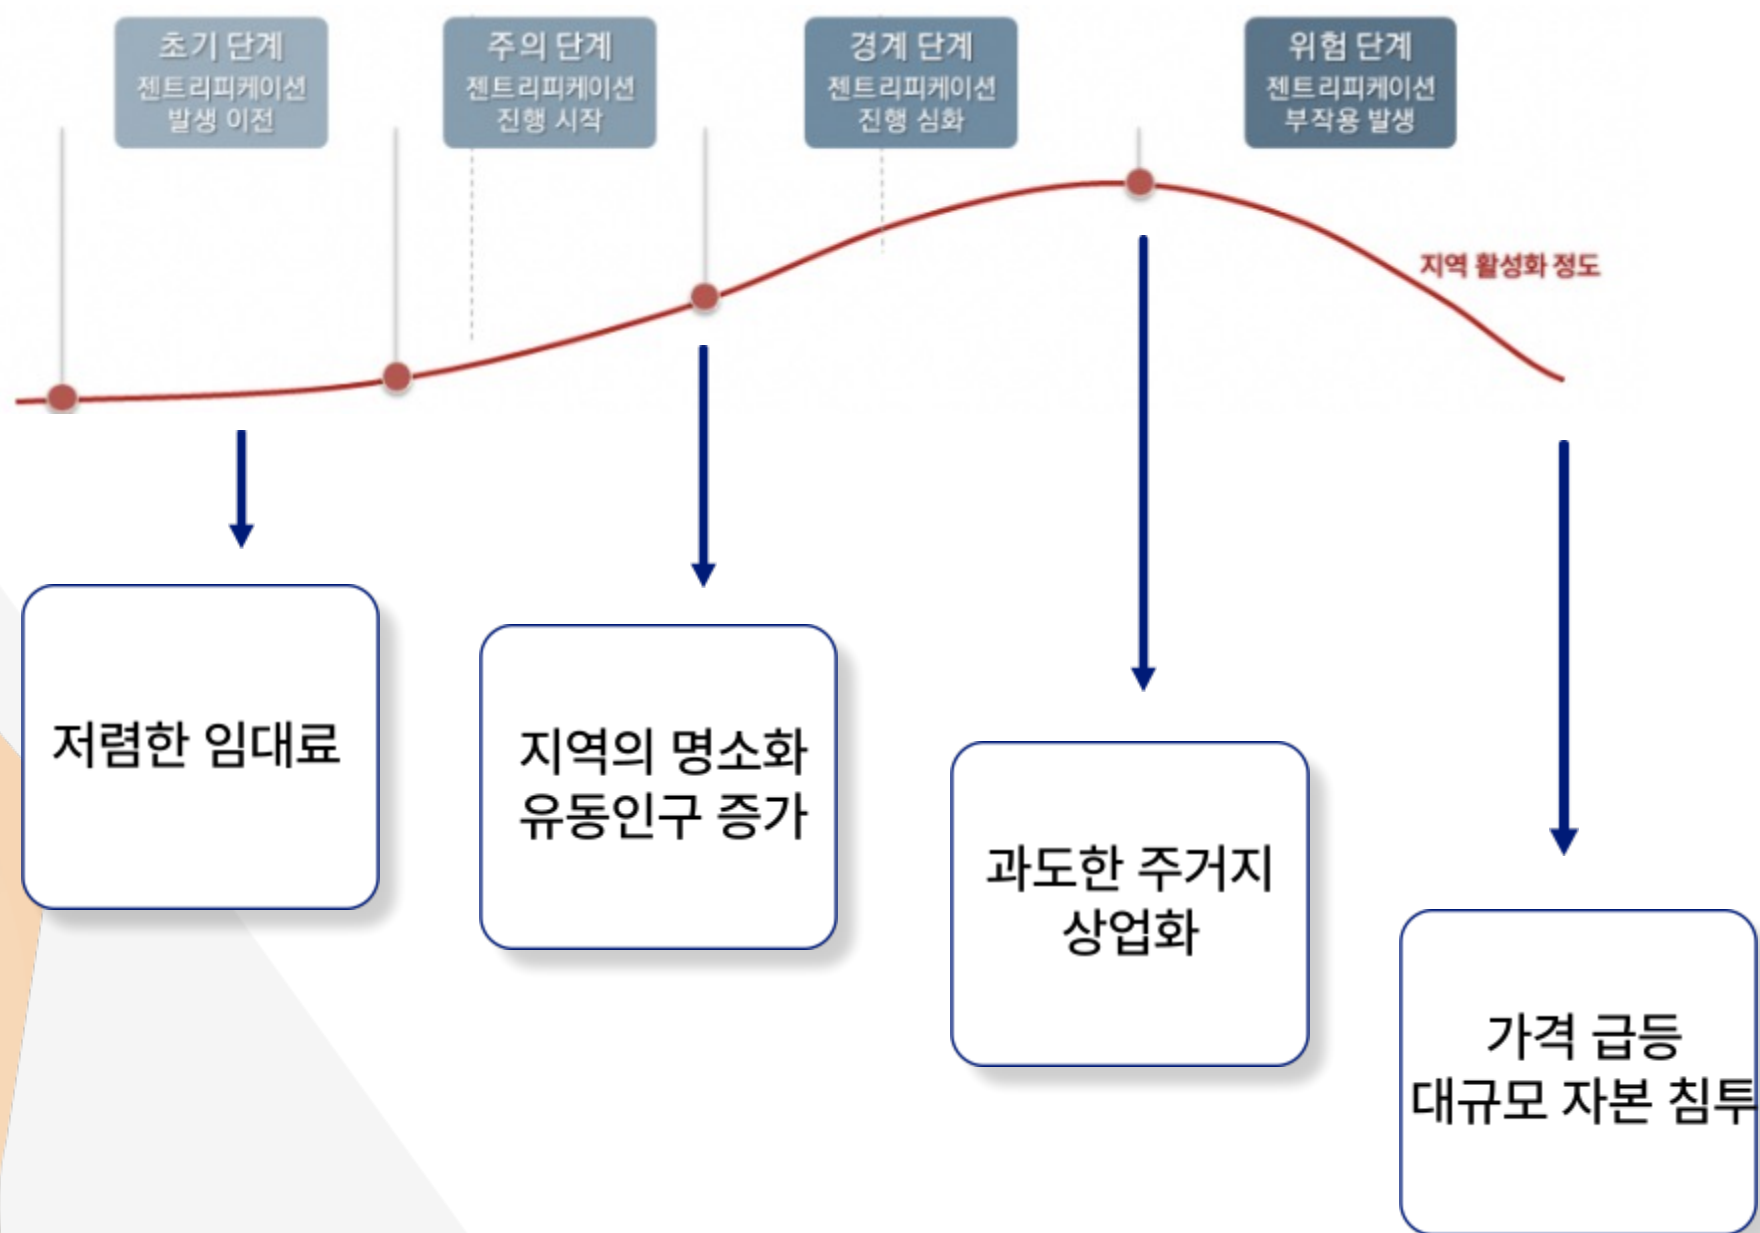 초기 단계
젠트리피케이션
발생 이전
주의 단계
젠트리피케이션
진행 시작
경계 단계
젠트리피케이션
진행 심화
위험 단계
젠트리피케이션
부작용 발생
지역 활성화 정도
저렴한 임대료
지역의 명소화
유동인구 증가
과도한 주거지
상업화
가격 급등
대규모 자본 침투